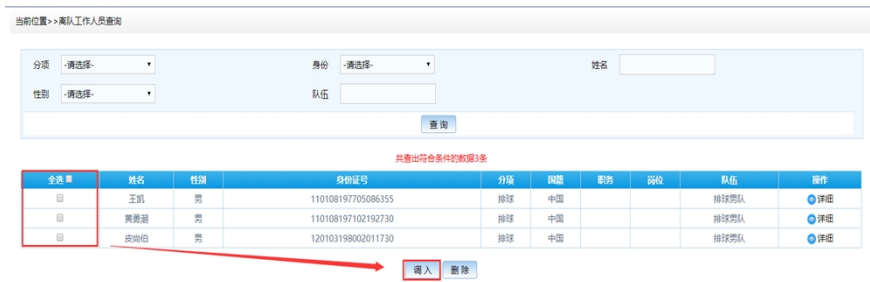 当前位置>>离队工作人员查询
分项 -请选择- 身份 -请选择- 姓名
性别 -请选择- 队伍
查 询
共查出符合条件的数据3条
全选 姓名 性别 身份证号 分项 国籍 职务 岗位 队伍 操作
王凯 男 110108197705086355 排球 中国 排球男队 详细
黄勇潮 男 110108197102192730 排球 中国 排球男队 详细
皮尚伯 男 120103198002011730 排球 中国 排球男队 详细
调 入 删 除